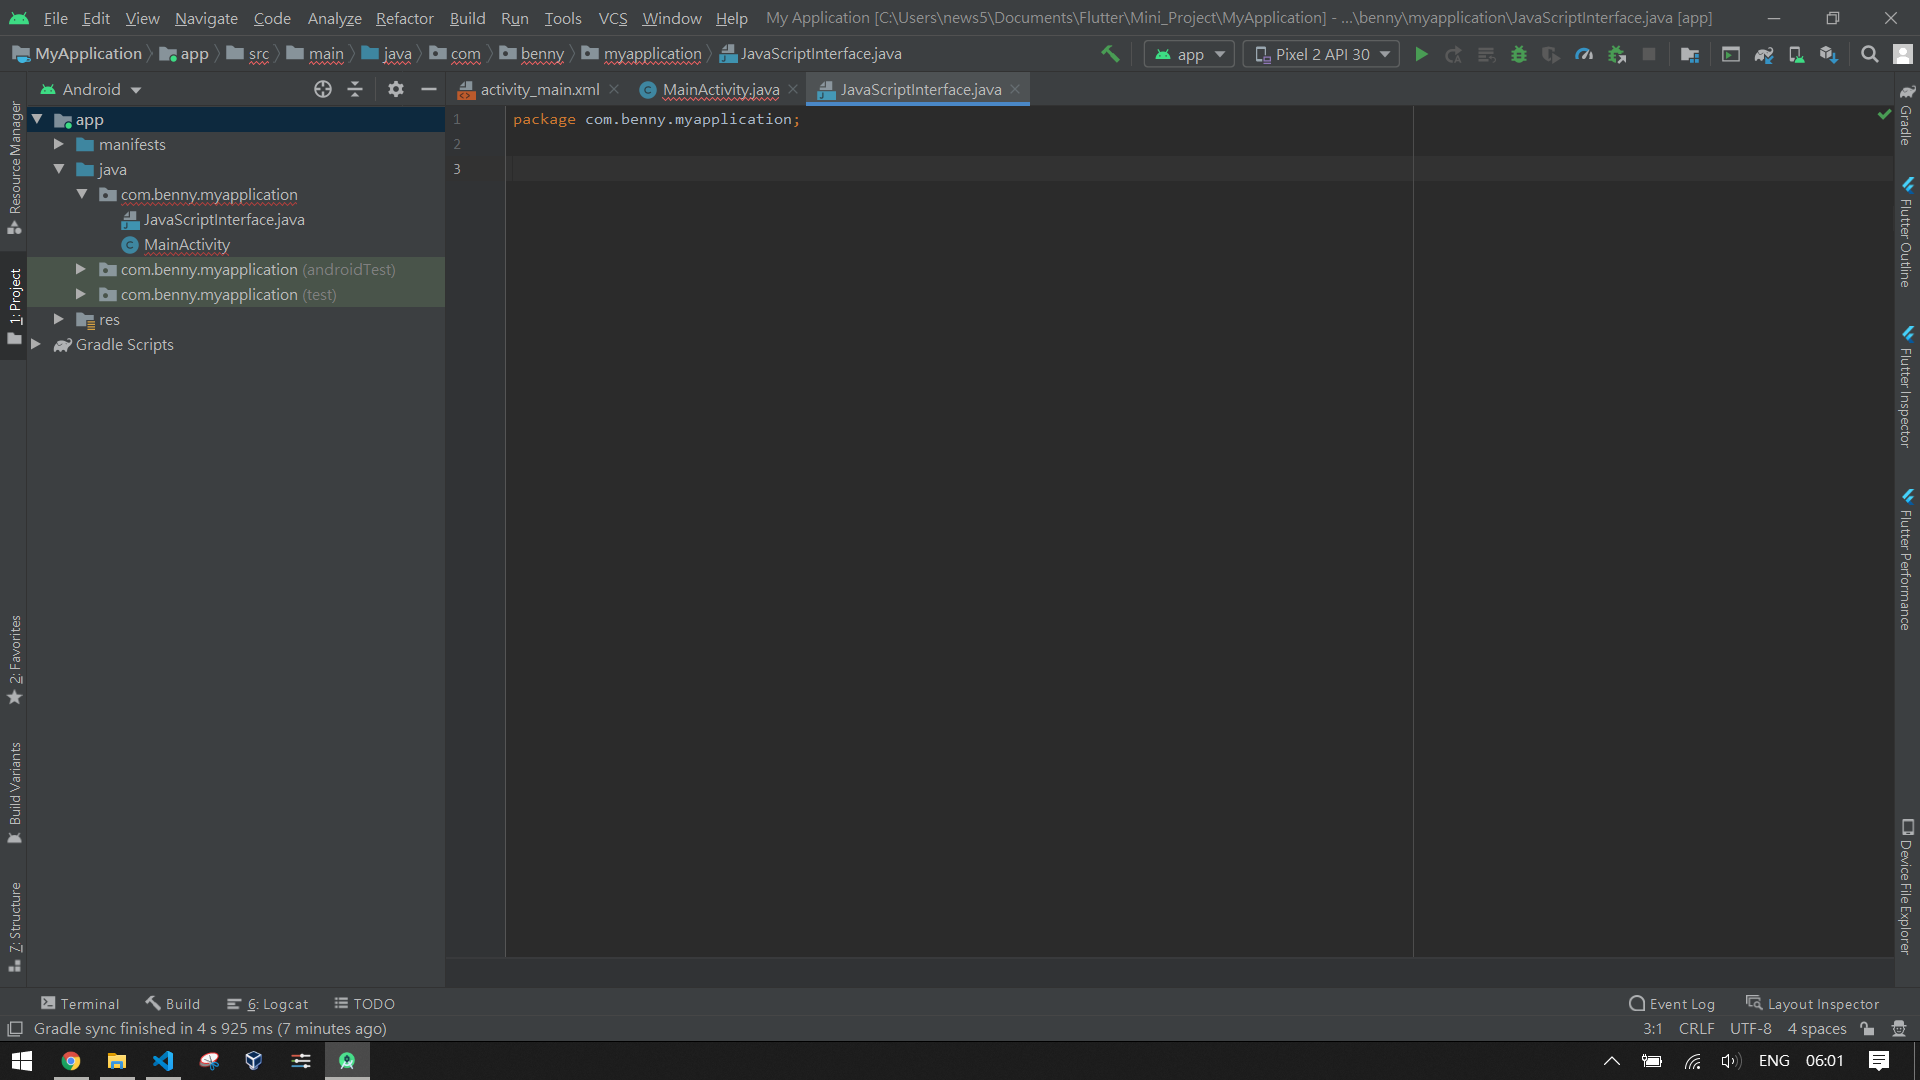 File Edit View Navigate Code Analyze Refactor Build Run Tools VCS Window Help My Application [C:\Users\news5\Documents\Flutter\Mini_Project\MyApplication] - ...\benny\myapplication\JavaScriptInterface.java [app]
MyApplication app src main java com benny myapplication JavaScriptInterface.java app Pixel 2 API 30
Android activity_main.xml MainActivity.java JavaScriptInterface.java
app
manifests
java
com.benny.myapplication
JavaScriptInterface.java
MainActivity
com.benny.myapplication (androidTest)
com.benny.myapplication (test)
res
Gradle Scripts
1 package com.benny.myapplication;
2
3
Resource Manager
1: Project
2: Favorites
Build Variants
Z: Structure
Gradle
Flutter Outline
Flutter Inspector
Flutter Performance
Device File Explorer
Terminal Build 6: Logcat TODO Event Log Layout Inspector
Gradle sync finished in 4 s 925 ms (7 minutes ago) 3:1 CRLF UTF-8 4 spaces
ENG 06:01